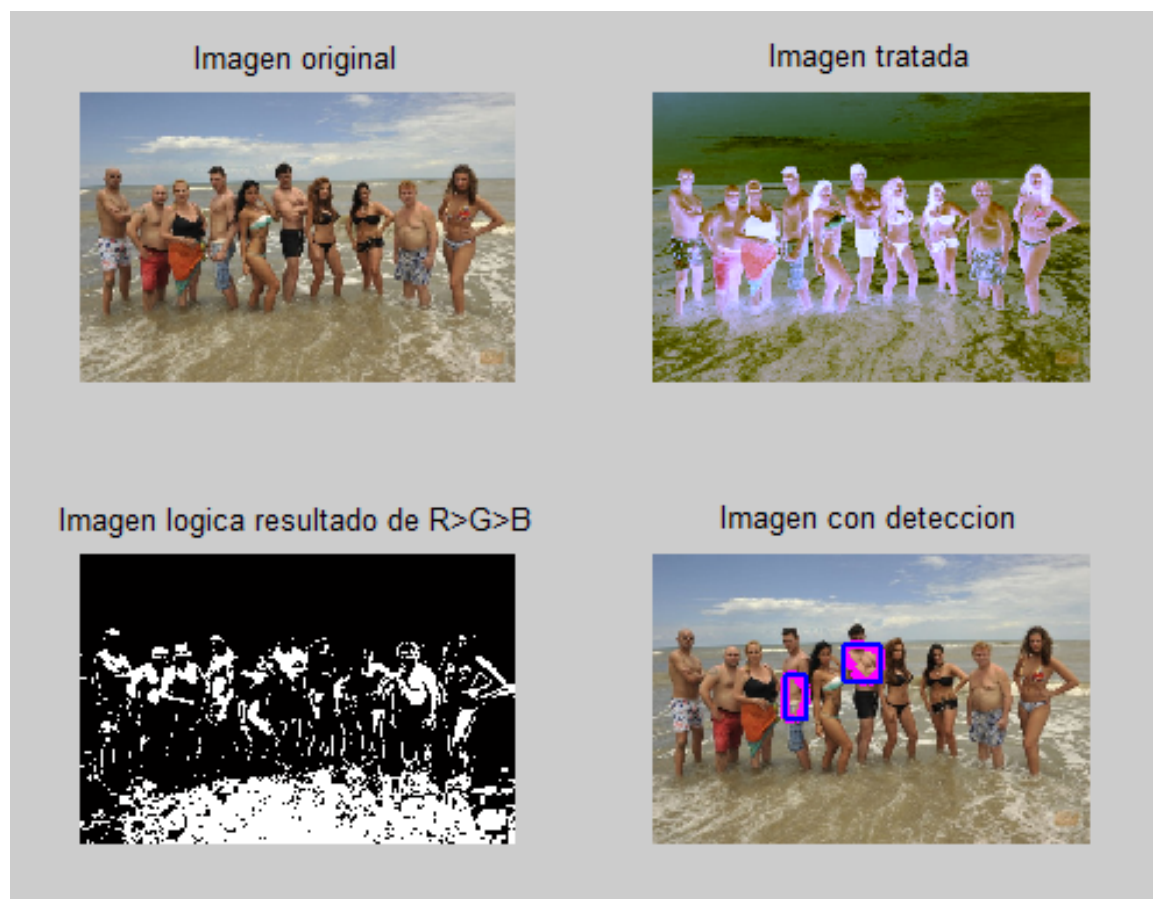 Imagen original
Imagen tratada
Imagen logica resultado de R>G>B
Imagen con deteccion